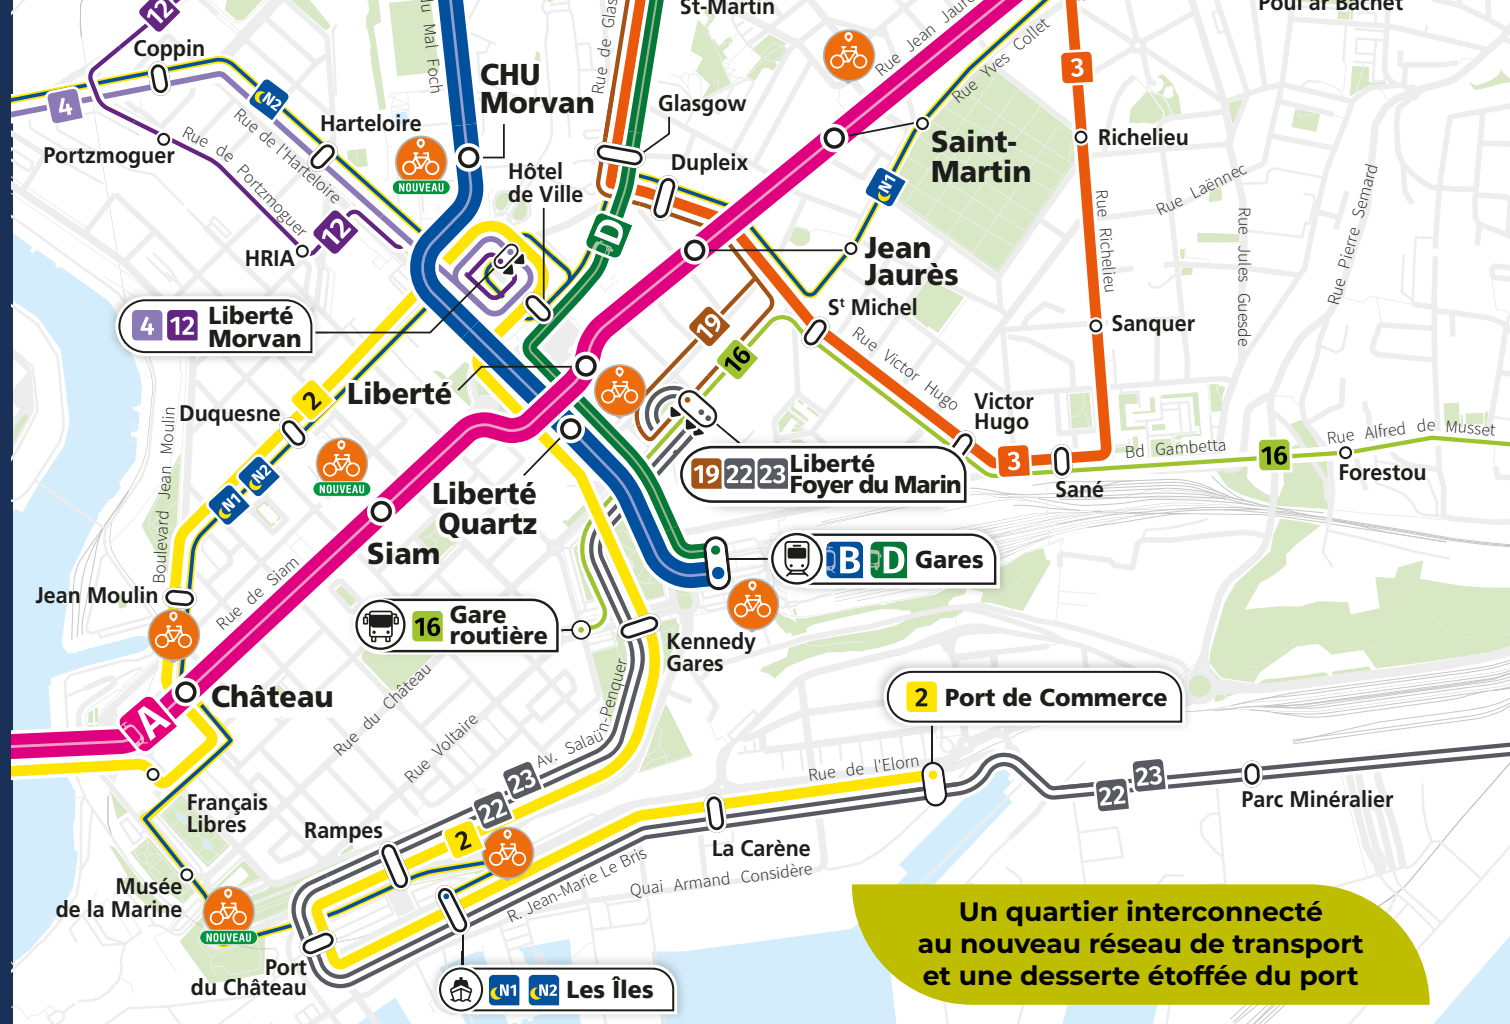 12
Coppin
4
N2
Rue de l'Harteloire
Harteloire
Portzmoguer
Rue de Portzmoguer
12
HRIA
NOUVEAU
du Mal Foch
CHU
Morvan
Hôtel
de Ville
St-Martin
Glasgow
Dupleix
D
Rue Jean Jaurès
Rue Yves Collet
Poul ar Bachet
3
Richelieu
Saint-
Martin
N1
Rue Laënnec
Rue Richelieu
Rue Jules Guesde
Rue Pierre Semard
Jean
Jaurès
St Michel
Sanquer
4 12 Liberté
Morvan
19
16
Rue Victor Hugo
2
Liberté
Duquesne
Boulevard Jean Moulin
N1
N2
NOUVEAU
Victor
Hugo
3
Sané
Bd Gambetta
16
Rue Alfred de Musset
Forestou
19 22 23 Liberté
Foyer du Marin
Liberté
Quartz
Siam
Rue de Siam
B D Gares
Jean Moulin
16 Gare
routière
Kennedy
Gares
Château
A
Rue du Château
Rue Voltaire
Av. Salaün-Penquer
2 Port de Commerce
Rue de l'Elorn
23
22
22
23
Parc Minéralier
Français
Libres
Rampes
2
La Carène
R. Jean-Marie Le Bris
Quai Armand Considère
Musée
de la Marine
NOUVEAU
Port
du Château
N1 N2 Les Îles
Un quartier interconnecté
au nouveau réseau de transport
et une desserte étoffée du port